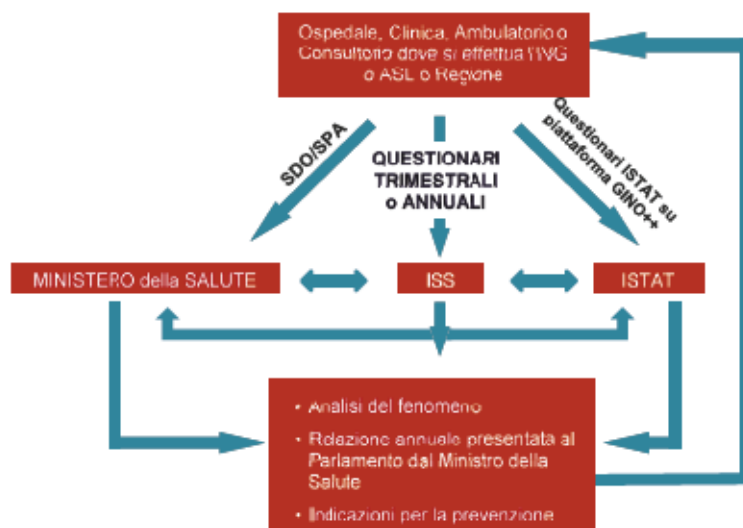 Ospedale, Clinica, Ambulatorio o
Consultorio dove si effettua l'IVG
o ASL o Regione
SDO/SPA
QUESTIONARI
TRIMESTRALI
o ANNUALI
Questionari ISTAT su
piattaforma GINO++
MINISTERO della SALUTE
ISS
ISTAT
• Analisi del fenomeno
• Relazione annuale presentata al
Parlamento dal Ministro della
Salute
• Indicazioni per la prevenzione